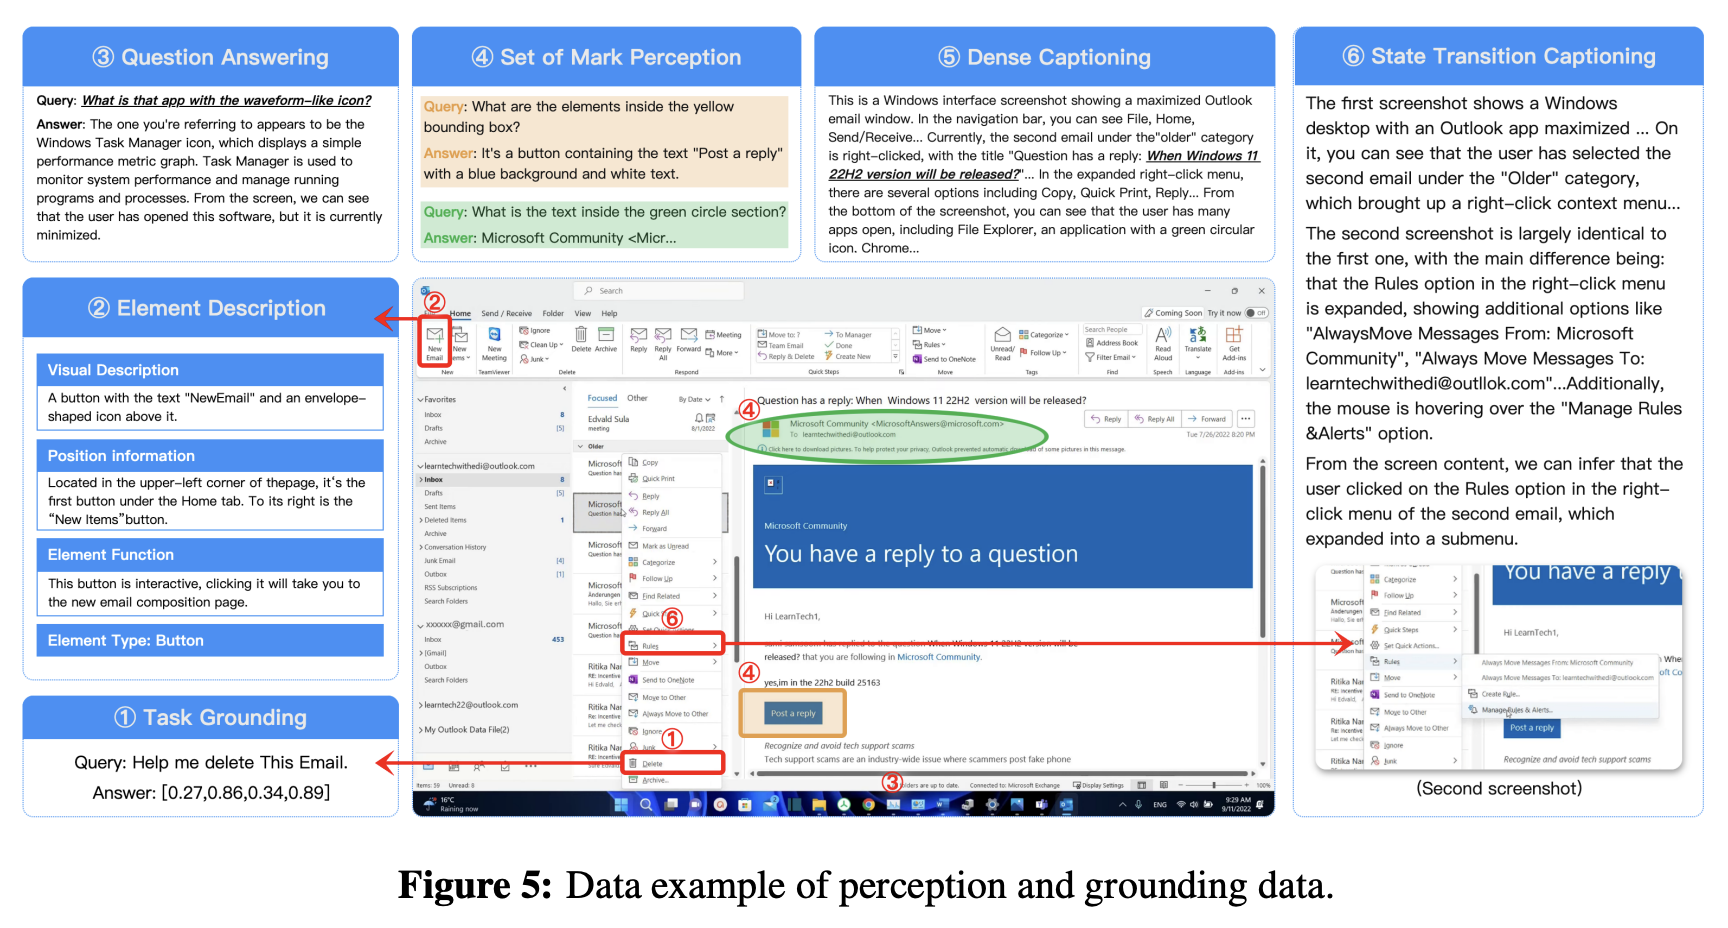 ③ Question Answering
Query: What is that app with the waveform-like icon?
Answer: The one you're referring to appears to be the
Windows Task Manager icon, which displays a simple
performance metric graph. Task Manager is used to
monitor system performance and manage running
programs and processes. From the screen, we can see
that the user has opened this software, but it is currently
minimized.
④ Set of Mark Perception
Query: What are the elements inside the yellow
bounding box?
Answer: It's a button containing the text "Post a reply"
with a blue background and white text.
Query: What is the text inside the green circle section?
Answer: Microsoft Community <Micr...
⑤ Dense Captioning
This is a Windows interface screenshot showing a maximized Outlook
email window. In the navigation bar, you can see File, Home,
Send/Receive... Currently, the second email under the"older" category
is right-clicked, with the title "Question has a reply: When Windows 11
22H2 version will be released?"... In the expanded right-click menu,
there are several options including Copy, Quick Print, Reply... From
the bottom of the screenshot, you can see that the user has many
apps open, including File Explorer, an application with a green circular
icon. Chrome...
⑥ State Transition Captioning
The first screenshot shows a Windows
desktop with an Outlook app maximized ... On
it, you can see that the user has selected the
second email under the "Older" category,
which brought up a right-click context menu...
The second screenshot is largely identical to
the first one, with the main difference being:
that the Rules option in the right-click menu
is expanded, showing additional options like
"AlwaysMove Messages From: Microsoft
Community", "Always Move Messages To:
learntechwithedi@outllok.com"...Additionally,
the mouse is hovering over the "Manage Rules
&Alerts" option.
From the screen content, we can infer that the
user clicked on the Rules option in the right-
click menu of the second email, which
expanded into a submenu.
Categorize
Follow Up
Find Related
Quick Steps
Set Quick Actions...
Rules
Move
Send to OneNote
Move to Other
Always Move to Other
Ignore
Junk
You have a reply t
Hi LearnTech1,
Always Move Messages From: Microsoft Community
Always Move Messages To: learntechwithedi@outlook.com
Create Rule...
Manage Rules & Alerts...
Post a reply
Recognize and avoid tech support scams
(Second screenshot)
② Element Description
Visual Description
A button with the text "NewEmail" and an envelope-
shaped icon above it.
Position information
Located in the upper-left corner of thepage, it's the
first button under the Home tab. To its right is the
“New Items”button.
Element Function
This button is interactive, clicking it will take you to
the new email composition page.
Element Type: Button
① Task Grounding
Query: Help me delete This Email.
Answer: [0.27,0.86,0.34,0.89]
②
Search
Home Send / Receive Folder View Help
Coming Soon Try it now Off
New Email
New Items
New Meeting
Ignore
Clean Up
Junk
Delete Archive
Reply Reply All Forward
Meeting
More
Move to: ?
Team Email
Reply & Delete
To Manager
Done
Create New
Move
Rules
Send to OneNote
Unread/ Read
Categorize
Follow Up
Search People
Address Book
Filter Email
Read Aloud
Translate
Get Add-ins
New TeamViewer Delete Respond Quick Steps Move Tags Find Speech Language Add-ins
Favorites
Inbox 8
Drafts [5]
Archive
learntechwithedi@outlook.com
Inbox 8
Drafts [5]
Sent Items
Deleted Items 1
Archive
Conversation History
Junk Email [4]
Outbox [1]
RSS Subscriptions
Search Folders
xxxxxx@gmail.com
Inbox 453
[Gmail]
Outbox
Search Folders
learntech22@outlook.com
My Outlook Data File(2)
Focused Other By Date
Edvald Sula
meeting 8/1/2022
Older
Copy
Quick Print
Reply
Reply All
Forward
Mark as Unread
Categorize
Follow Up
Find Related
⑥
Rules
Move
Send to OneNote
Move to Other
Always Move to Other
Ignore
①
Junk
Delete
Archive...
Question has a reply: When Windows 11 22H2 version will be released?
④
Microsoft Community <MicrosoftAnswers@microsoft.com>
To learntechwithedi@outlook.com
Reply Reply All Forward
Tue 7/26/2022 8:20 PM
Click here to download pictures. To help protect your privacy, Outlook prevented automatic download of some pictures in this message.
Microsoft Community
You have a reply to a question
Hi LearnTech1,
has replied to the question When Windows 11 22H2 version will be
released? that you are following in Microsoft Community.
yes,im in the 22h2 build 25163
④
Post a reply
Recognize and avoid tech support scams
Tech support scams are an industry-wide issue where scammers post fake phone
Items: 59 Unread: 8
③
folders are up to date. Connected to: Microsoft Exchange Display Settings 100%
16°C
Raining now
ENG
9:29 AM
9/11/2022
Figure 5: Data example of perception and grounding data.